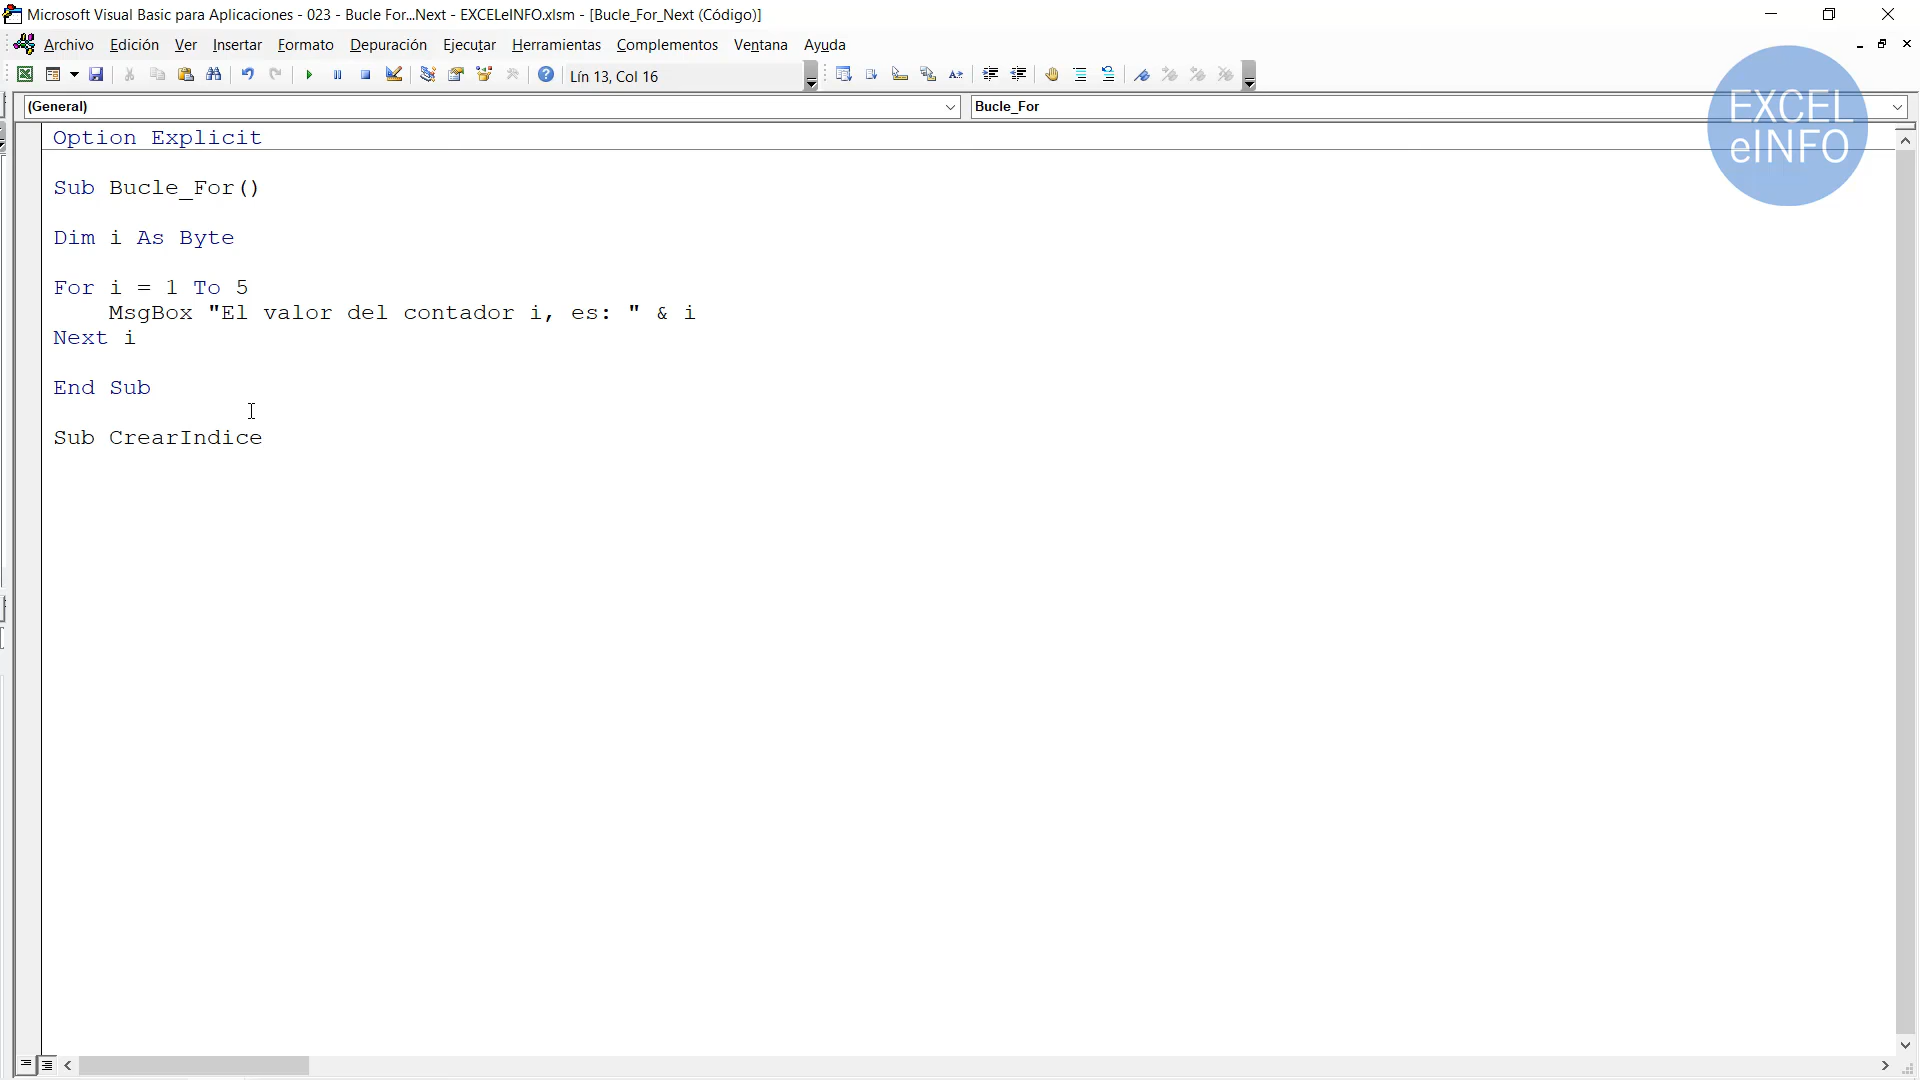 Microsoft Visual Basic para Aplicaciones - 023 - Bucle For...Next - EXCELeINFO.xlsm - [Bucle_For_Next (Código)]
Archivo Edición Ver Insertar Formato Depuración Ejecutar Herramientas Complementos Ventana Ayuda
Lín 13, Col 16
(General) Bucle_For
EXCEL
eINFO
Option Explicit
Sub Bucle_For()
Dim i As Byte
For i = 1 To 5
MsgBox "El valor del contador i, es: " & i
Next i
End Sub
Sub CrearIndice